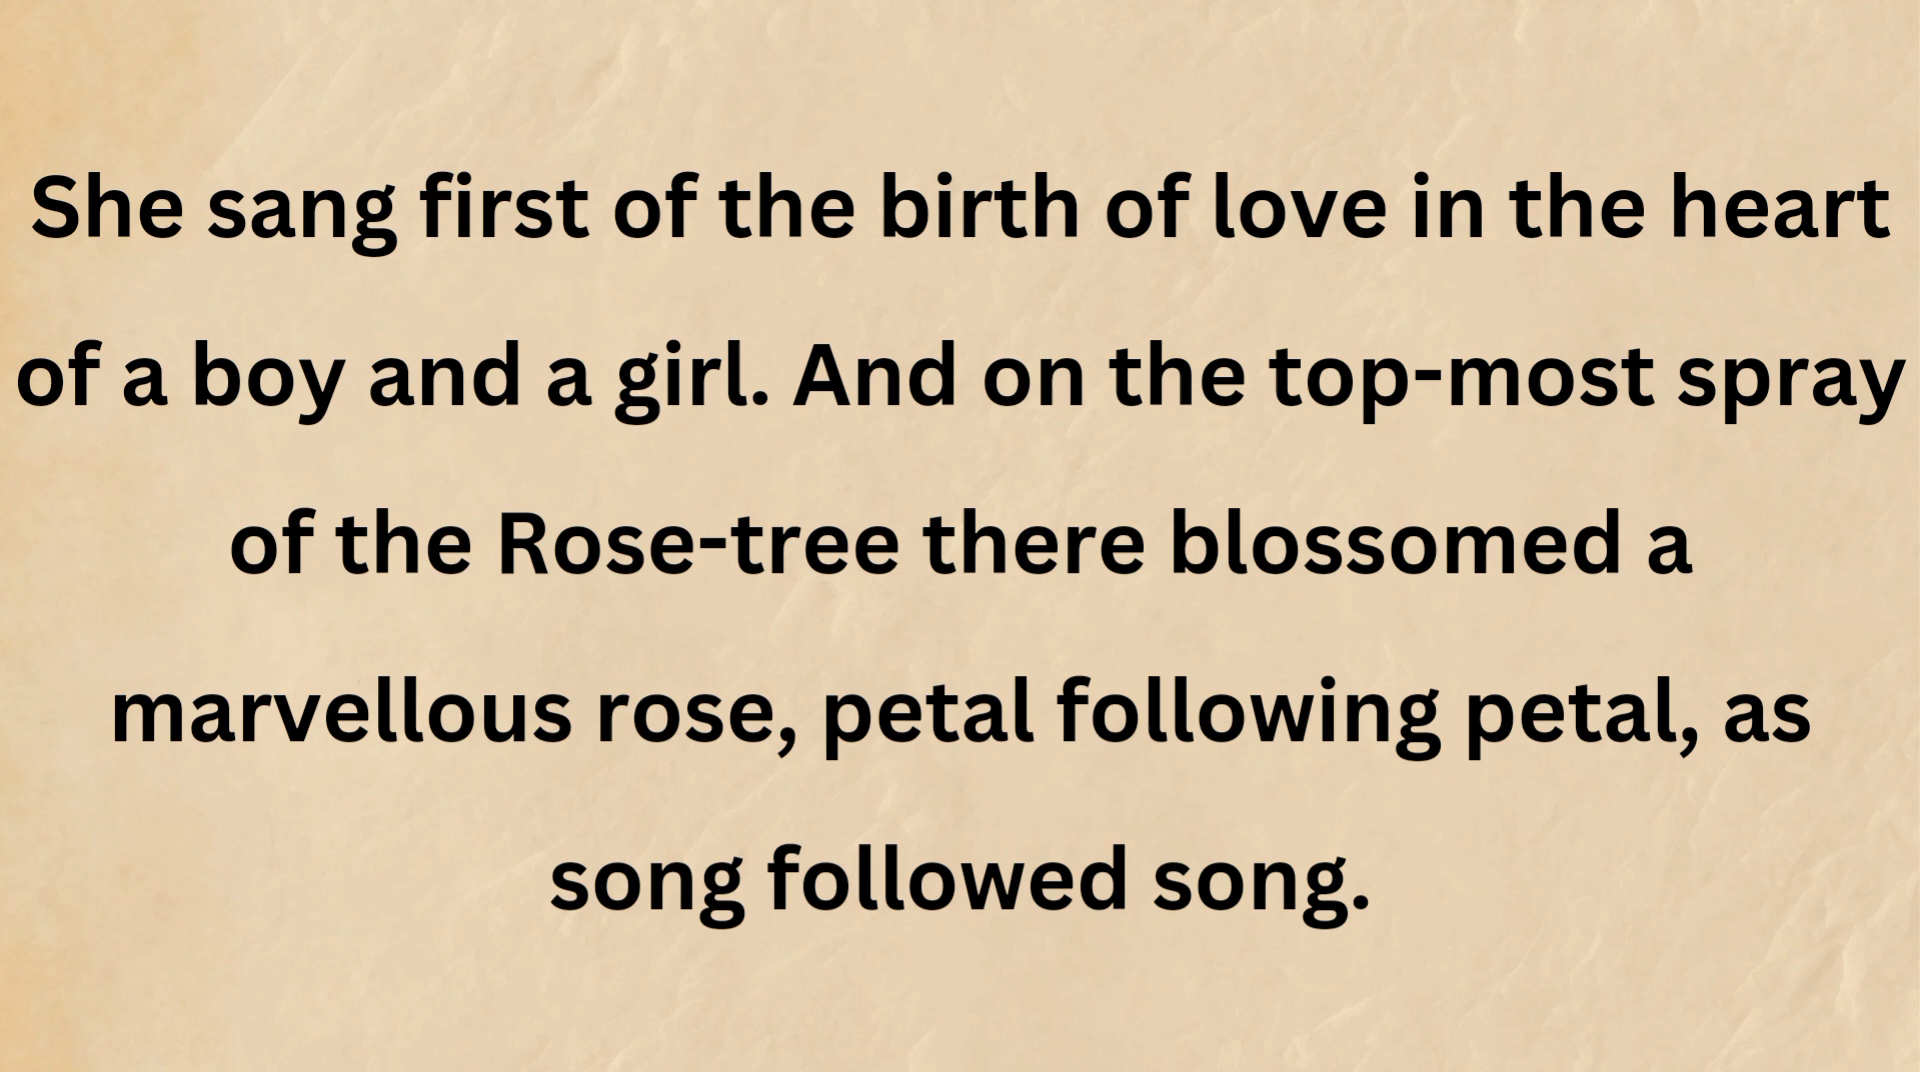 She sang first of the birth of love in the heart
of a boy and a girl. And on the top-most spray
of the Rose-tree there blossomed a
marvellous rose, petal following petal, as
song followed song.